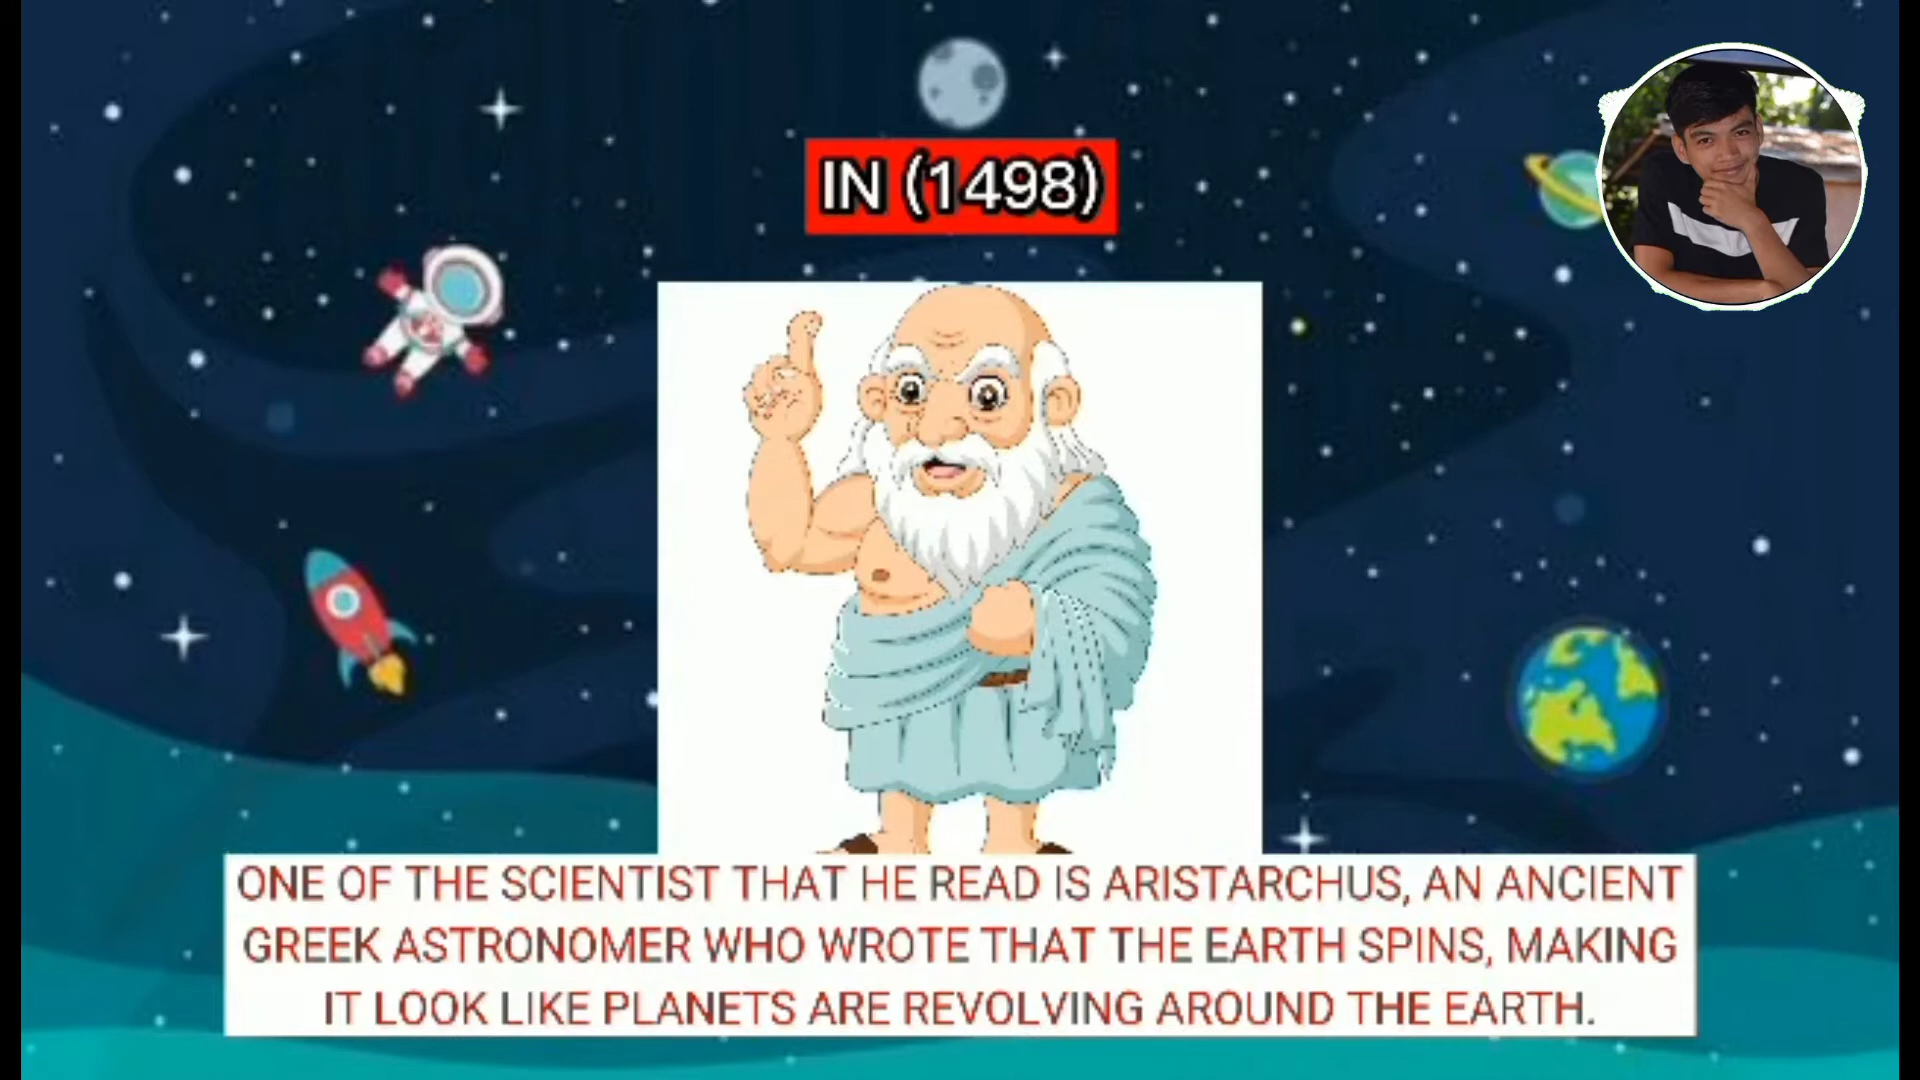 IN (1498)
ONE OF THE SCIENTIST THAT HE READ IS ARISTARCHUS, AN ANCIENT
GREEK ASTRONOMER WHO WROTE THAT THE EARTH SPINS, MAKING
IT LOOK LIKE PLANETS ARE REVOLVING AROUND THE EARTH.